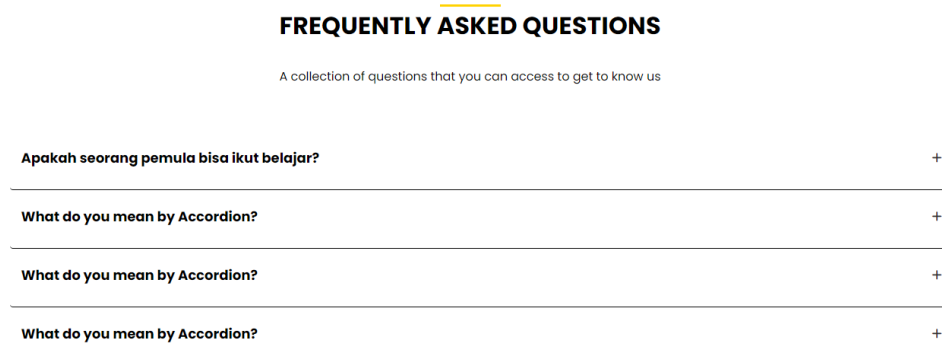 FREQUENTLY ASKED QUESTIONS
A collection of questions that you can access to get to know us
Apakah seorang pemula bisa ikut belajar? +
What do you mean by Accordion? +
What do you mean by Accordion? +
What do you mean by Accordion? +